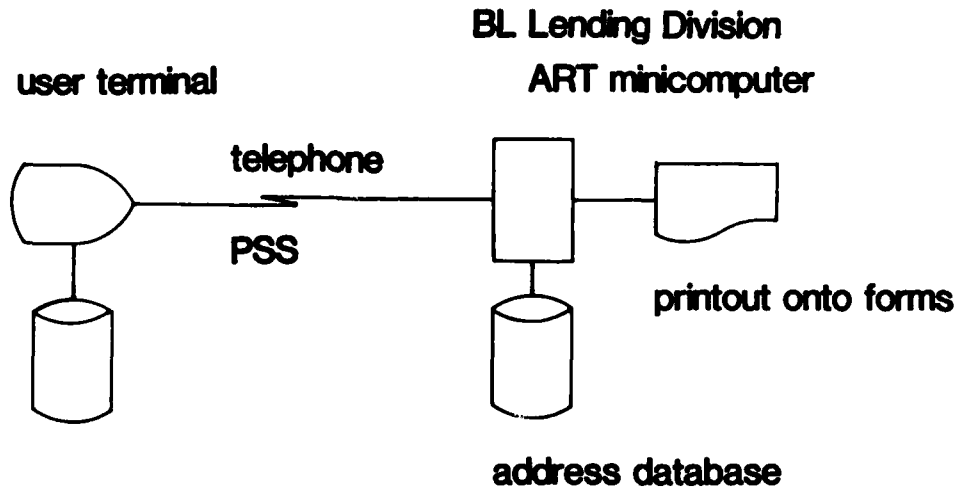 BL Lending Division
user terminal
ART minicomputer
telephone
PSS
printout onto forms
address database